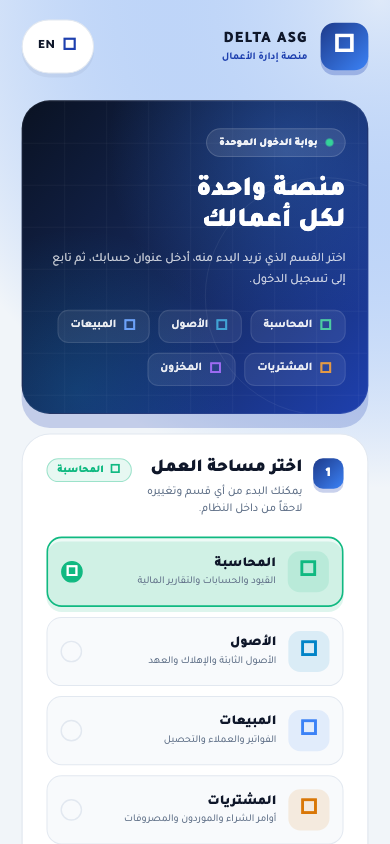 DELTA ASG
منصة إدارة الأعمال
EN
بوابة الدخول الموحدة
منصة واحدة
لكل أعمالك
اختر القسم الذي تريد البدء منه، أدخل عنوان حسابك، ثم تابع
إلى تسجيل الدخول.
المحاسبة
الأصول
المبيعات
المشتريات
المخزون
1
اختر مساحة العمل
المحاسبة
يمكنك البدء من أي قسم وتغييره
لاحقاً من داخل النظام.
المحاسبة
القيود والحسابات والتقارير المالية
الأصول
الأصول الثابتة والإهلاك والعهد
المبيعات
الفواتير والعملاء والتحصيل
المشتريات
أوامر الشراء والموردون والمصروفات